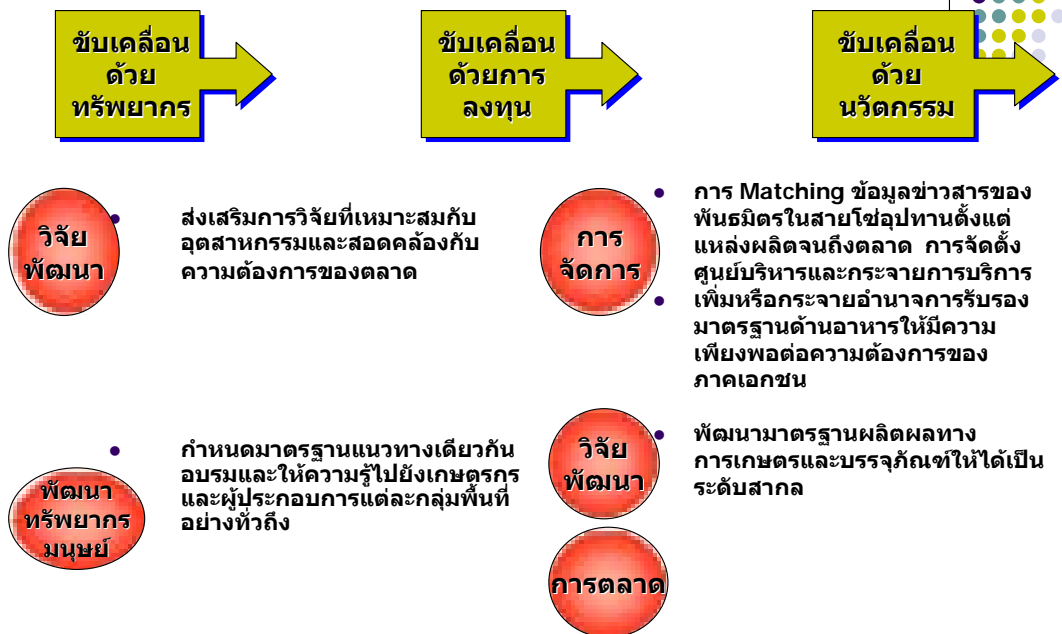 ขับเคลื่อน
ด้วย
ทรัพยากร
ขับเคลื่อน
ด้วยการ
ลงทุน
ขับเคลื่อน
ด้วย
นวัตกรรม
วิจัย
พัฒนา
ส่งเสริมการวิจัยที่เหมาะสมกับ
อุตสาหกรรมและสอดคล้องกับ
ความต้องการของตลาด
พัฒนา
ทรัพยากร
มนุษย์
กำหนดมาตรฐานแนวทางเดียวกัน
อบรมและให้ความรู้ไปยังเกษตรกร
และผู้ประกอบการแต่ละกลุ่มพื้นที่
อย่างทั่วถึง
การ
จัดการ
การ Matching ข้อมูลข่าวสารของ
พันธมิตรในสายโซ่อุปทานตั้งแต่
แหล่งผลิตจนถึงตลาด การจัดตั้ง
ศูนย์บริหารและกระจายการบริการ
เพิ่มหรือกระจายอำนาจการรับรอง
มาตรฐานด้านอาหารให้มีความ
เพียงพอต่อความต้องการของ
ภาคเอกชน
วิจัย
พัฒนา
พัฒนามาตรฐานผลิตผลทาง
การเกษตรและบรรจุภัณฑ์ให้ได้เป็น
ระดับสากล
การตลาด